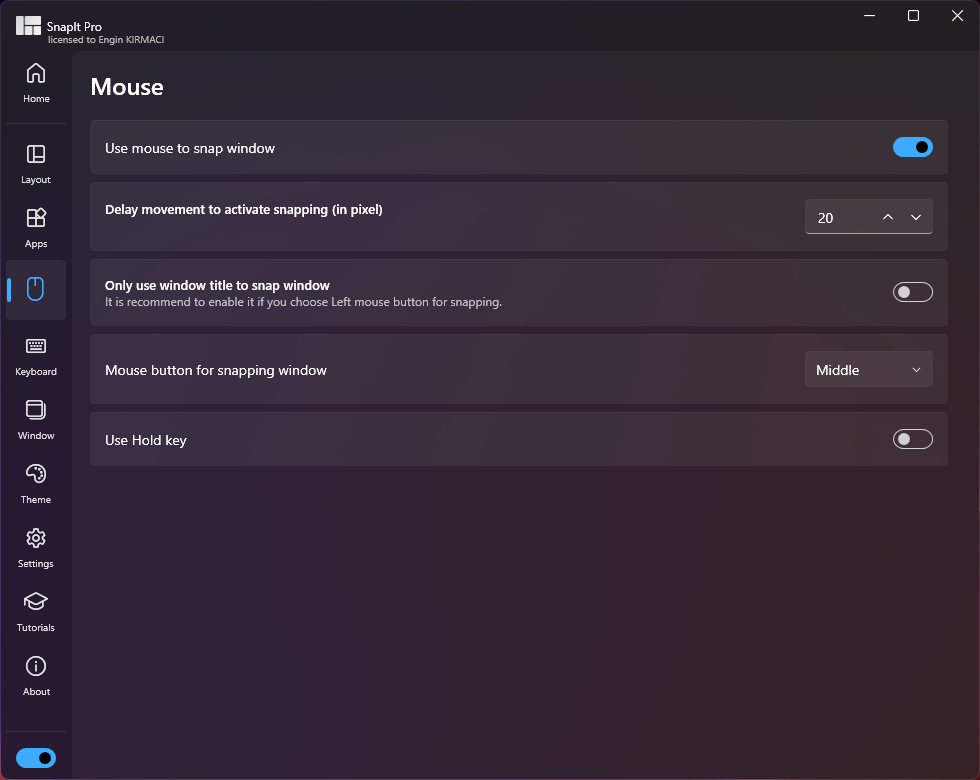 SnapIt Pro
licensed to Engin KIRMACI
Home
Layout
Apps
Keyboard
Window
Theme
Settings
Tutorials
About
Mouse
Use mouse to snap window
Delay movement to activate snapping (in pixel)
20
Only use window title to snap window
It is recommend to enable it if you choose Left mouse button for snapping.
Mouse button for snapping window
Middle
Use Hold key